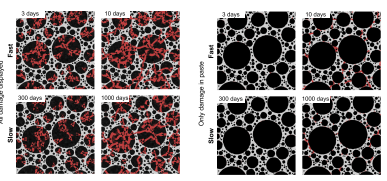 3 days
10 days
Fast
300 days
1000 days
Slow
All damage displayed
3 days
10 days
Fast
300 days
1000 days
Slow
Only damage in paste